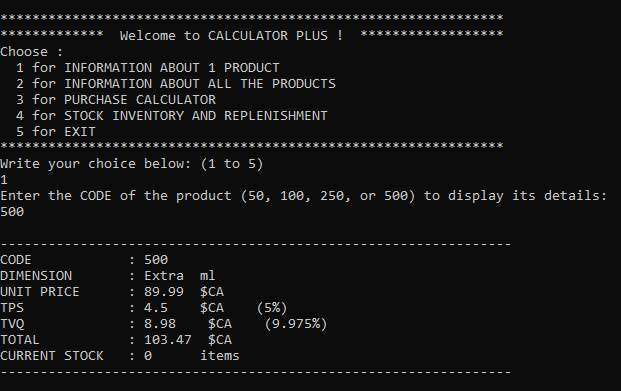 ***************************************************************
*************  Welcome to CALCULATOR PLUS !  ******************
Choose :
  1 for INFORMATION ABOUT 1 PRODUCT
  2 for INFORMATION ABOUT ALL THE PRODUCTS
  3 for PURCHASE CALCULATOR
  4 for STOCK INVENTORY AND REPLENISHMENT
  5 for EXIT
***************************************************************
Write your choice below: (1 to 5)
1
Enter the CODE of the product (50, 100, 250, or 500) to display its details:
500
----------------------------------------------------------------
CODE            : 500
DIMENSION       : Extra  ml
UNIT PRICE      : 89.99  $CA
TPS             : 4.5    $CA    (5%)
TVQ             : 8.98    $CA    (9.975%)
TOTAL           : 103.47  $CA
CURRENT STOCK   : 0      items
----------------------------------------------------------------